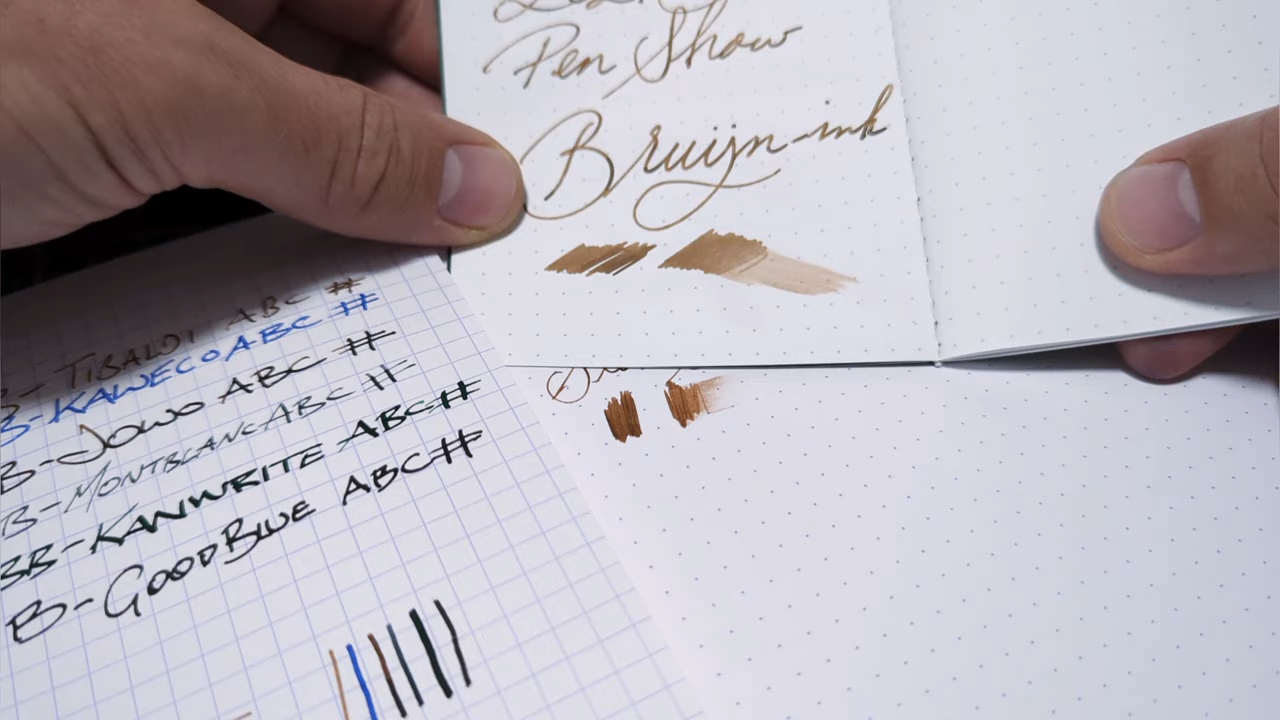 Pen Show
Bruijn-ink
B-TIBALDI ABC #
B-KAWECO ABC #
B-JOWO ABC #
B-MONTBLANC ABC #
BB-KANWRITE ABC #
B-GOODBLUE ABC #